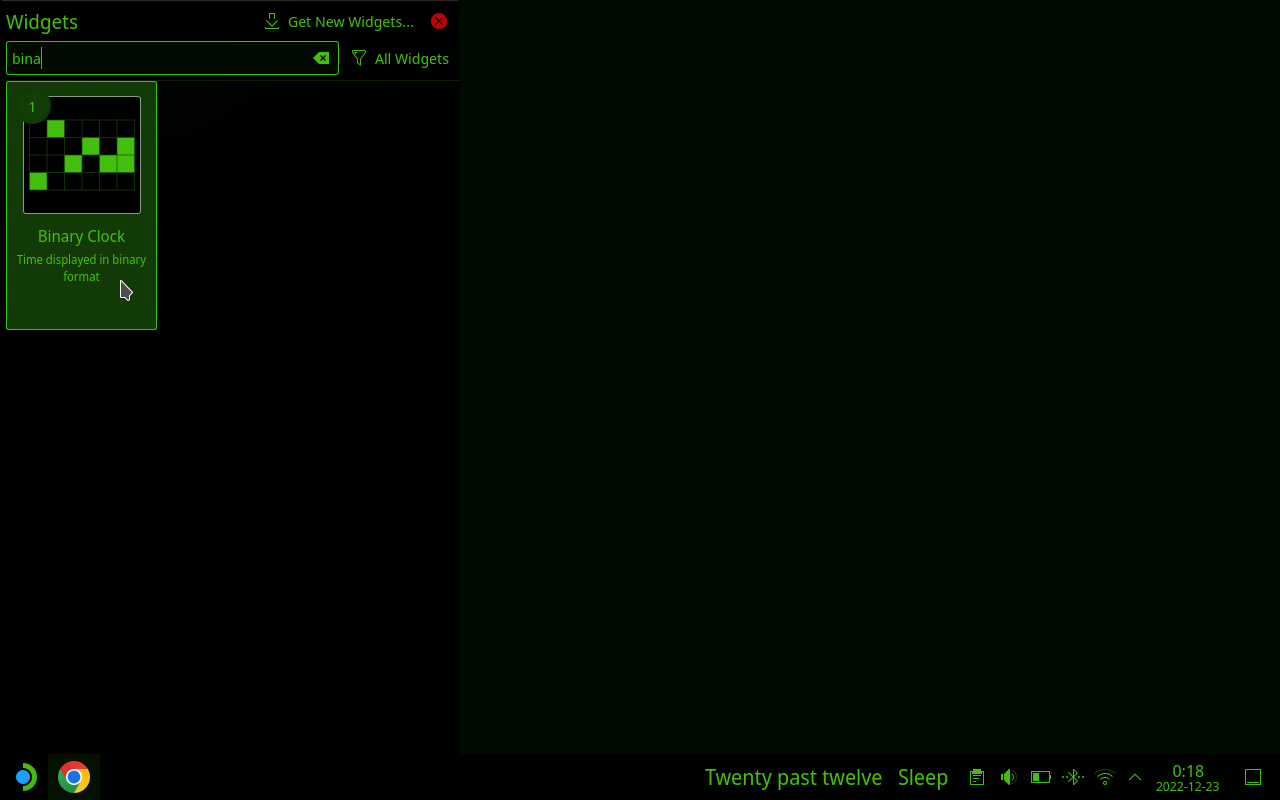 Widgets
Get New Widgets...
bina
All Widgets
1
Binary Clock
Time displayed in binary
format
Twenty past twelve
Sleep
0:18
2022-12-23